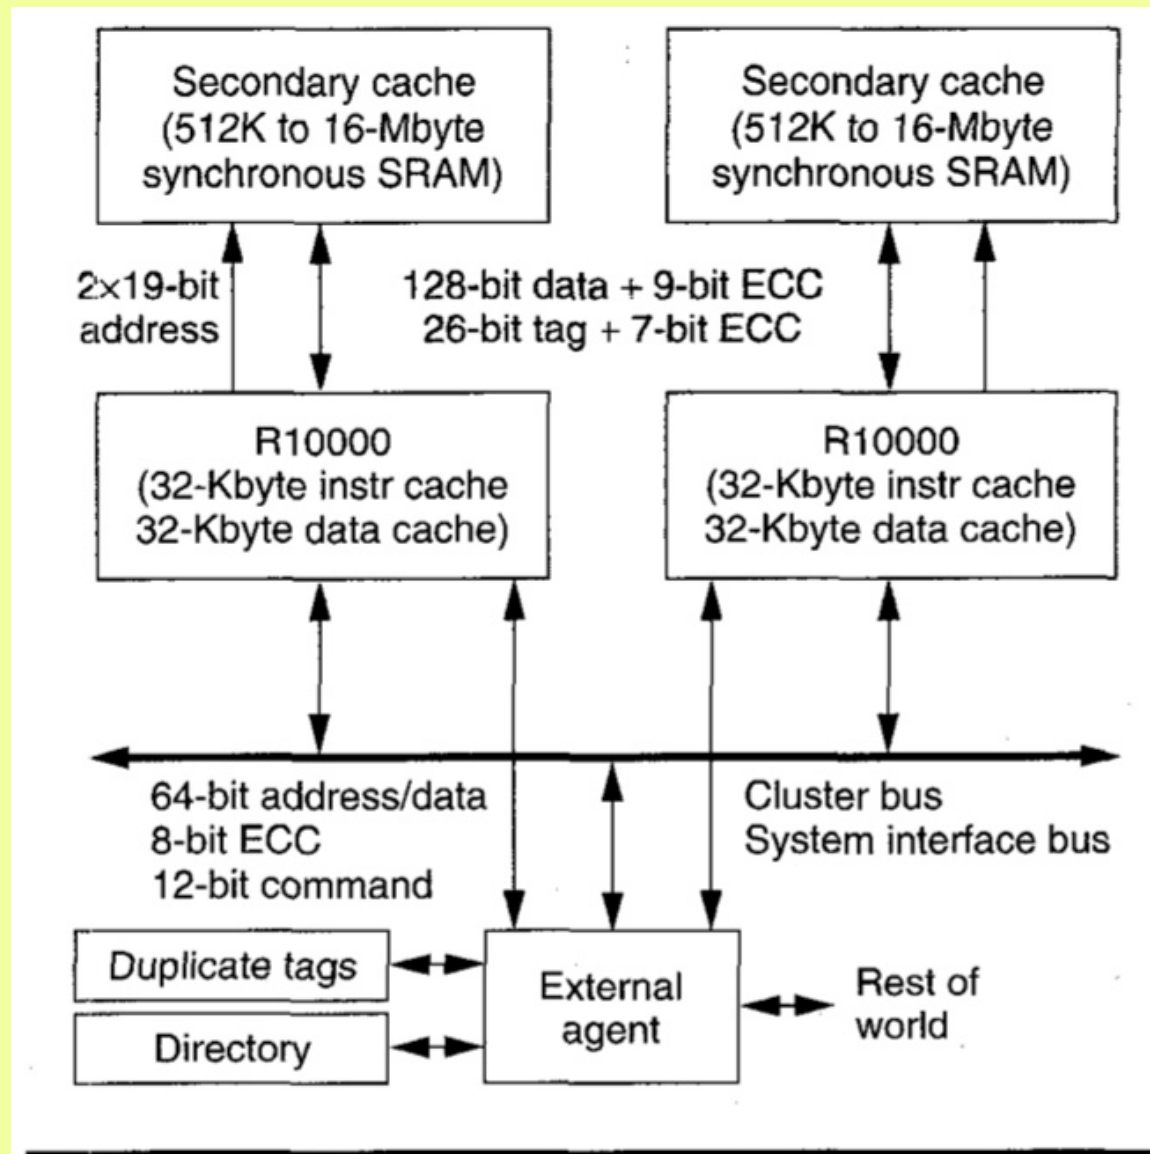 Secondary cache
(512K to 16-Mbyte
synchronous SRAM)
Secondary cache
(512K to 16-Mbyte
synchronous SRAM)
2×19-bit
address
128-bit data + 9-bit ECC
26-bit tag + 7-bit ECC
R10000
(32-Kbyte instr cache
32-Kbyte data cache)
R10000
(32-Kbyte instr cache
32-Kbyte data cache)
64-bit address/data
8-bit ECC
12-bit command
Cluster bus
System interface bus
Duplicate tags
Directory
External
agent
Rest of
world